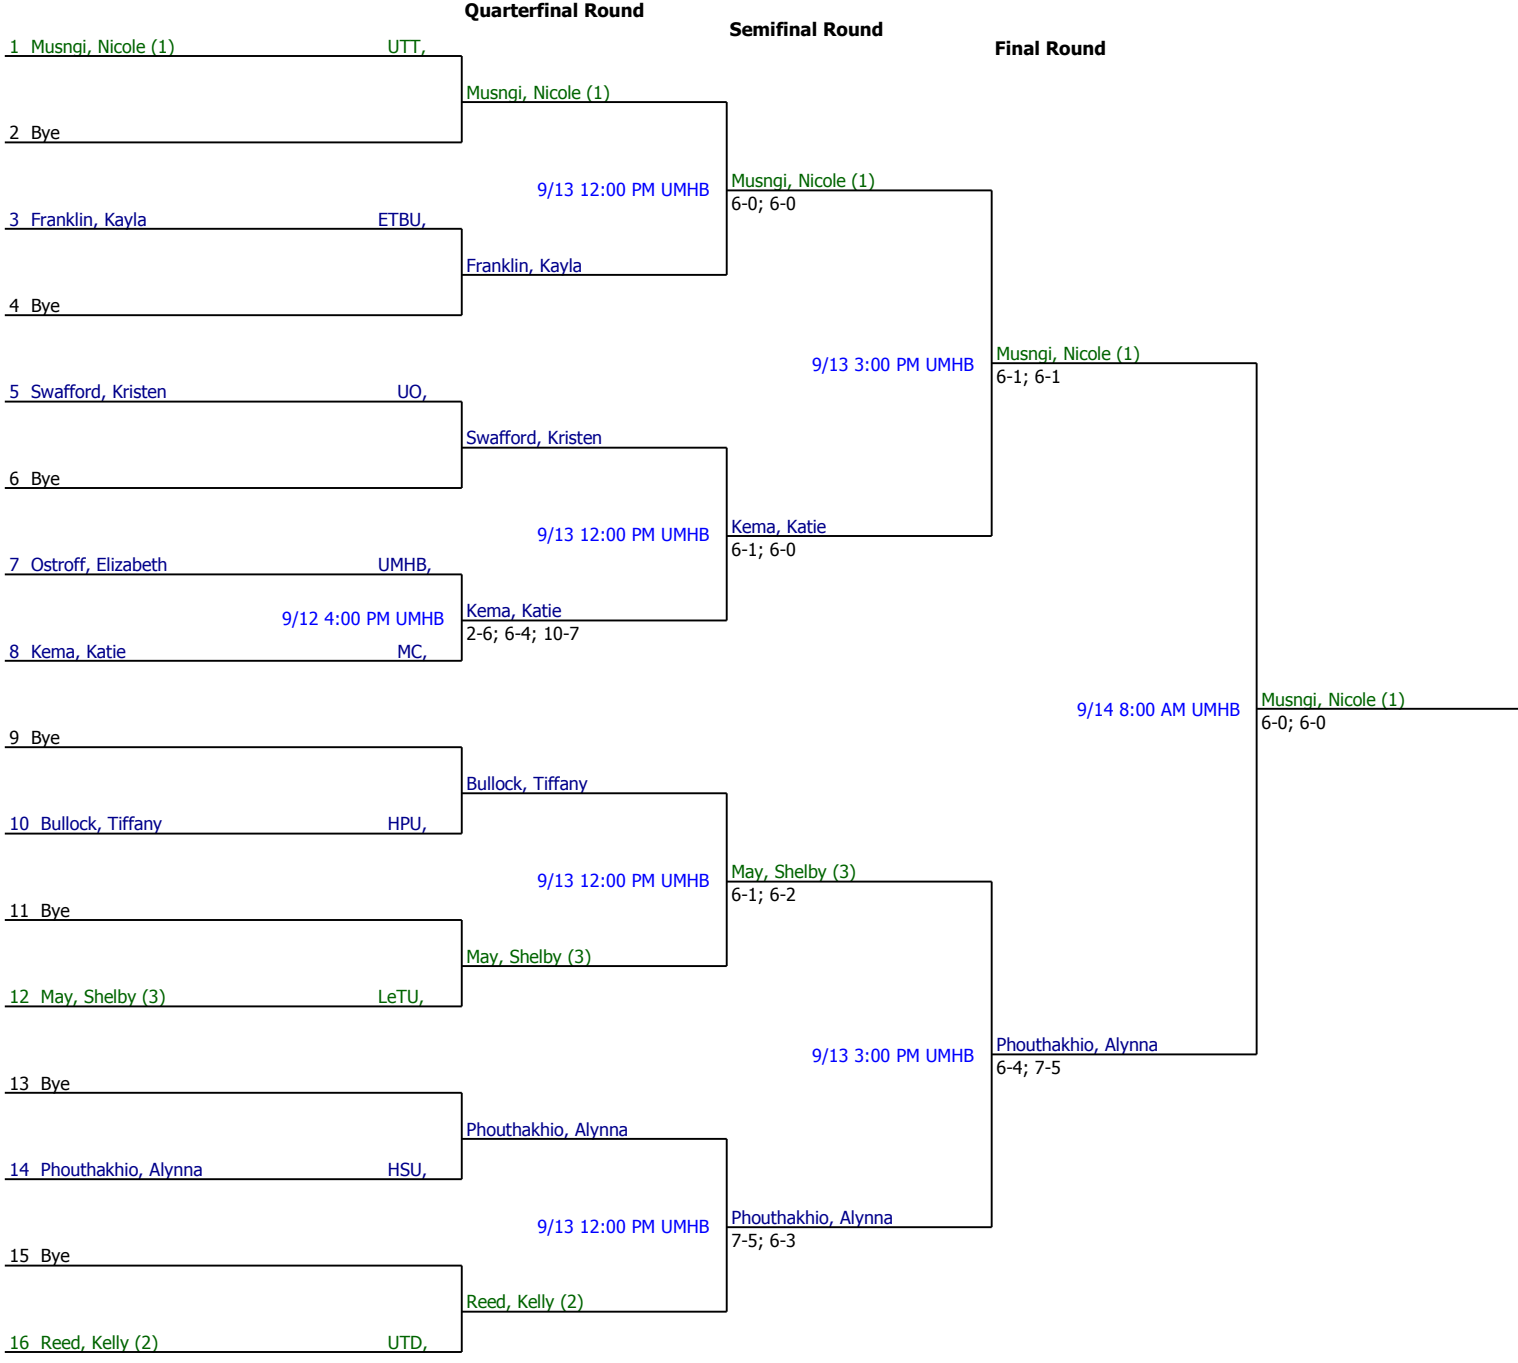 Quarterfinal Round
Semifinal Round
Final Round
1 Musngi, Nicole (1) UTT,
Musngi, Nicole (1)
2 Bye
9/13 12:00 PM UMHB
Musngi, Nicole (1)
6-0; 6-0
3 Franklin, Kayla ETBU,
Franklin, Kayla
4 Bye
9/13 3:00 PM UMHB
Musngi, Nicole (1)
6-1; 6-1
5 Swafford, Kristen UO,
Swafford, Kristen
6 Bye
9/13 12:00 PM UMHB
Kema, Katie
6-1; 6-0
7 Ostroff, Elizabeth UMHB,
9/12 4:00 PM UMHB
Kema, Katie
2-6; 6-4; 10-7
8 Kema, Katie MC,
9/14 8:00 AM UMHB
Musngi, Nicole (1)
6-0; 6-0
9 Bye
Bullock, Tiffany
10 Bullock, Tiffany HPU,
9/13 12:00 PM UMHB
May, Shelby (3)
6-1; 6-2
11 Bye
May, Shelby (3)
12 May, Shelby (3) LeTU,
9/13 3:00 PM UMHB
Phouthakhio, Alynna
6-4; 7-5
13 Bye
Phouthakhio, Alynna
14 Phouthakhio, Alynna HSU,
9/13 12:00 PM UMHB
Phouthakhio, Alynna
7-5; 6-3
15 Bye
Reed, Kelly (2)
16 Reed, Kelly (2) UTD,